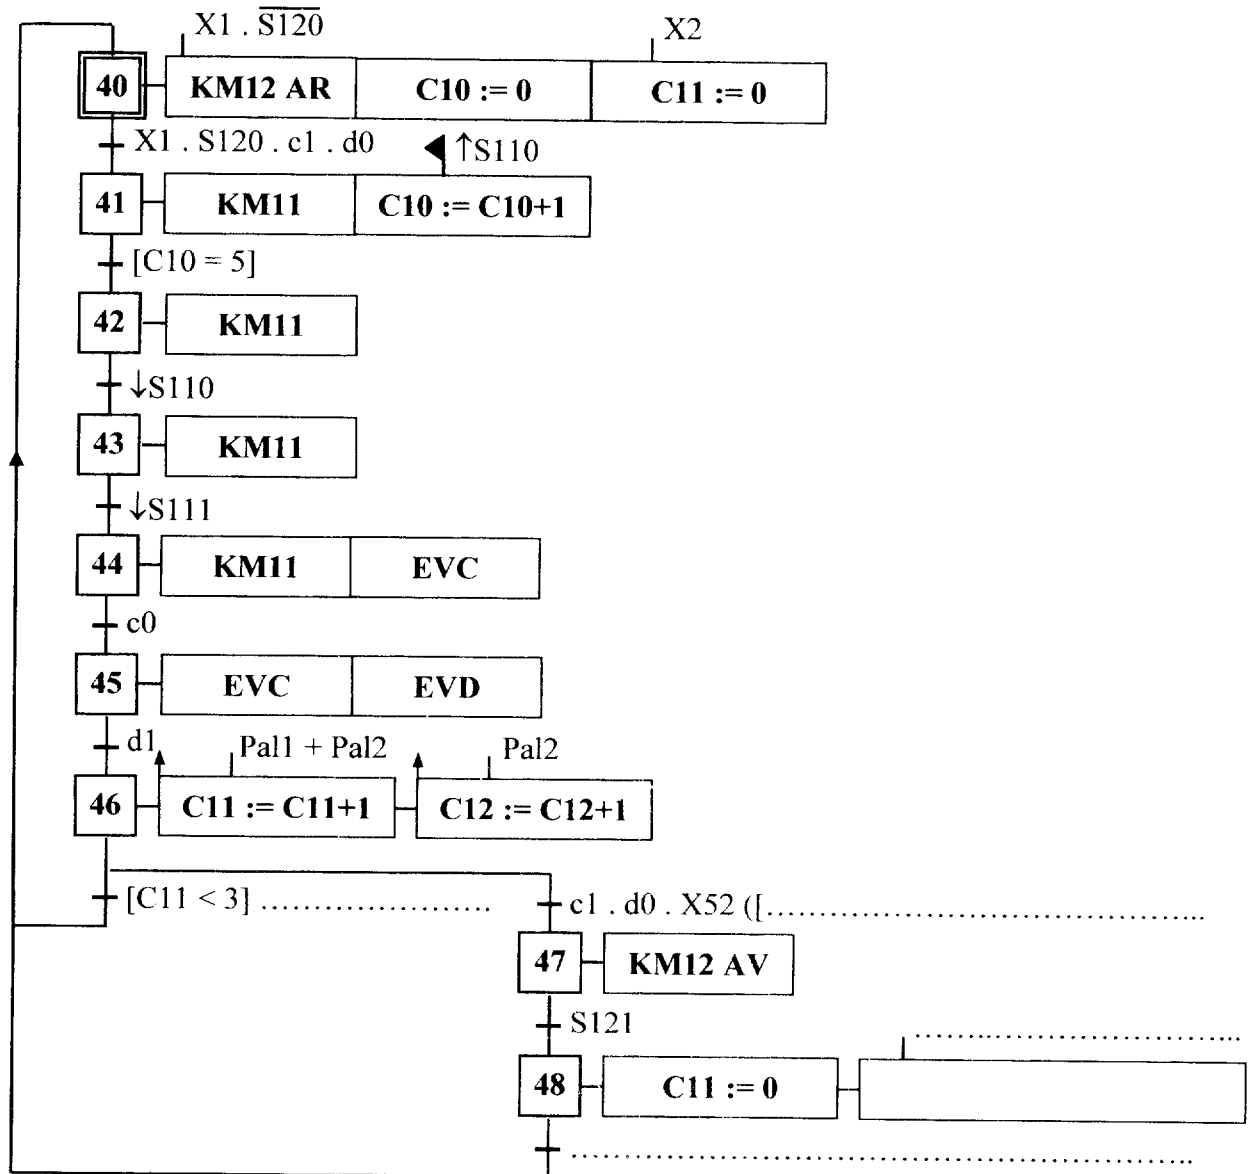 X1 . S̅1̅2̅0̅ X2
40 KM12 AR C10 := 0 C11 := 0
X1 . S120 . c1 . d0 ↑S110
41 KM11 C10 := C10+1
[C10 = 5]
42 KM11
↓S110
43 KM11
↓S111
44 KM11 EVC
c0
45 EVC EVD
d1 Pal1 + Pal2 Pal2
46 C11 := C11+1 C12 := C12+1
[C11 < 3] ........................ c1 . d0 . X52 ([................................................
47 KM12 AV
S121
....................................
48 C11 := 0
....................................................................